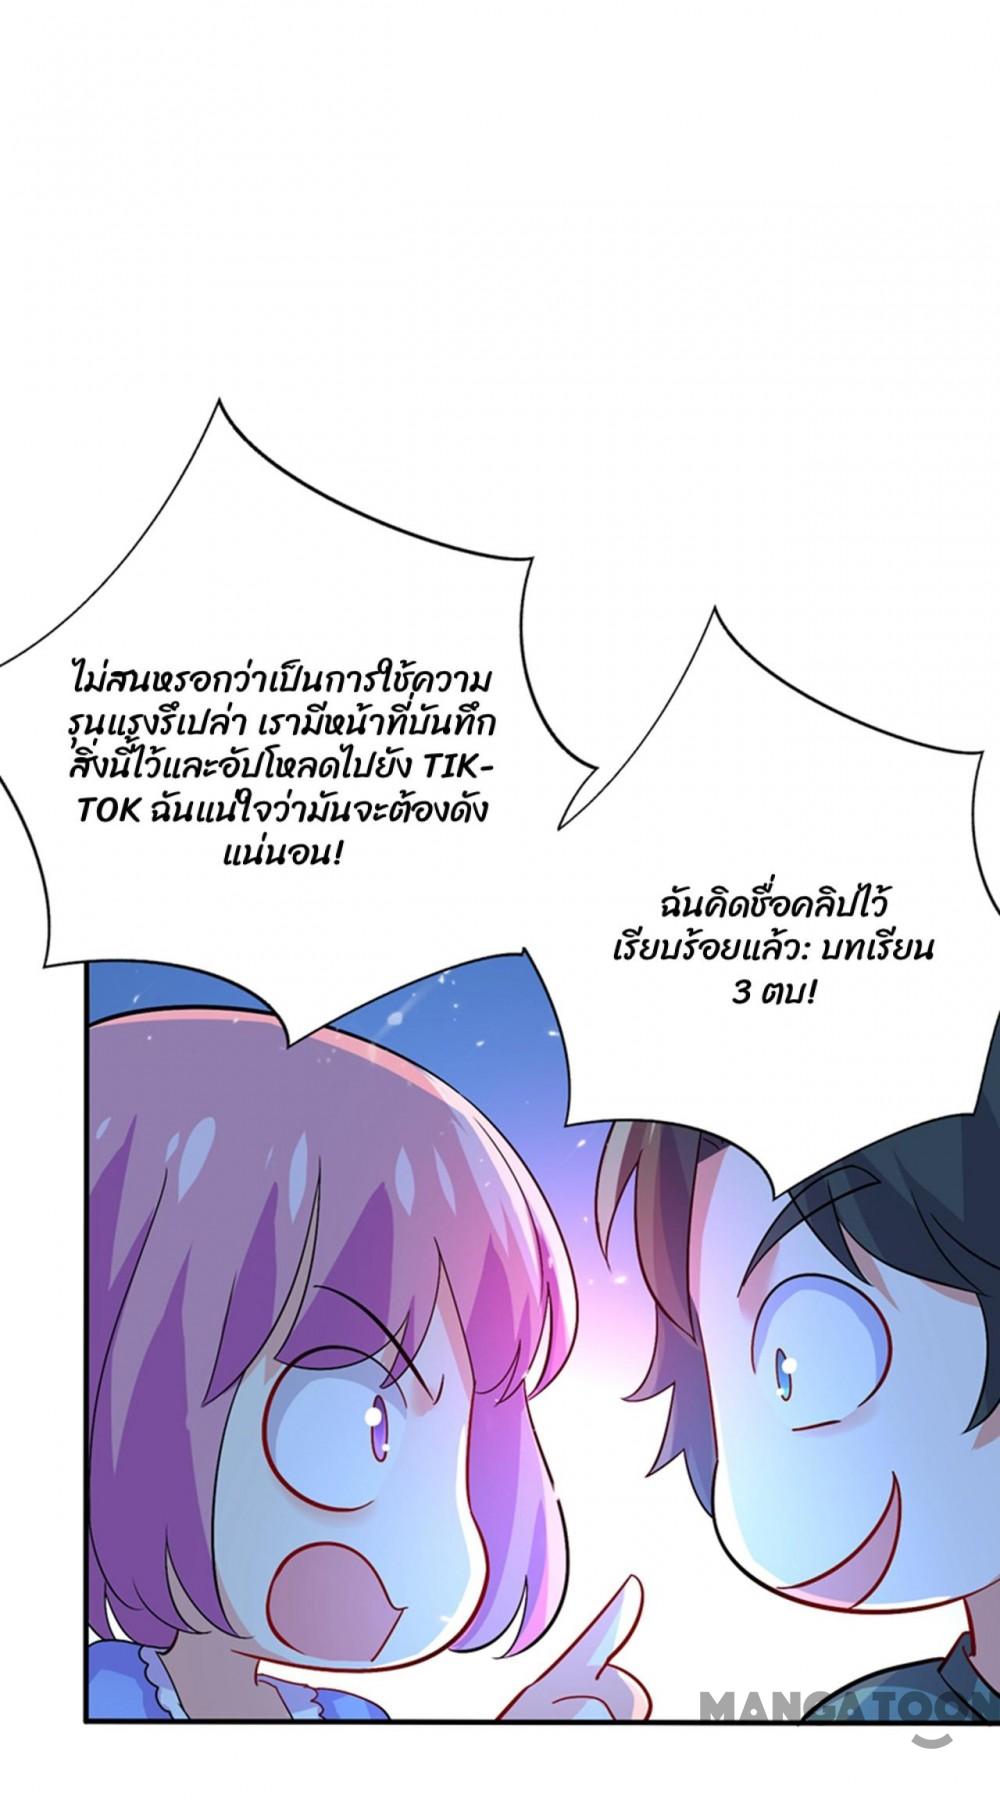 ไม่สนหรอกว่าเป็นการใช้ความ
รุนแรงรึเปล่า เรามีหน้าที่บันทึก
สิ่งนี้ไว้และอัปโหลดไปยัง TIK-
TOK ฉันแน่ใจว่ามันจะต้องดัง
แน่นอน!
ฉันคิดชื่อคลิปไว้
เรียบร้อยแล้ว: บทเรียน
3 ตบ!
MANGATOON